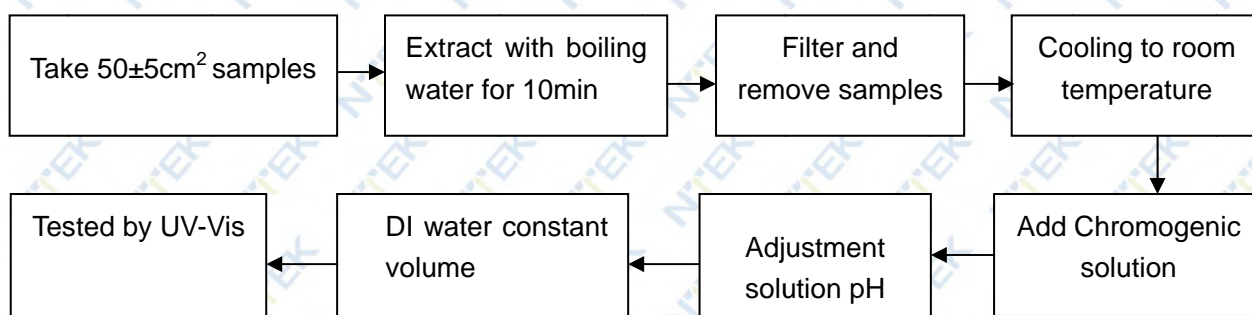 Take 50±5cm² samples
Extract with boiling
water for 10min
Filter and
remove samples
Cooling to room
temperature
Add Chromogenic
solution
Adjustment
solution pH
DI water constant
volume
Tested by UV-Vis
NTEK